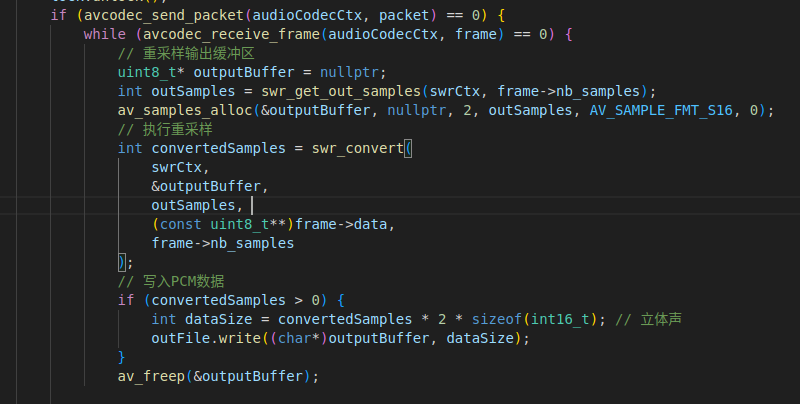 if (avcodec_send_packet(audioCodecCtx, packet) == 0) {
while (avcodec_receive_frame(audioCodecCtx, frame) == 0) {
// 重采样输出缓冲区
uint8_t* outputBuffer = nullptr;
int outSamples = swr_get_out_samples(swrCtx, frame->nb_samples);
av_samples_alloc(&outputBuffer, nullptr, 2, outSamples, AV_SAMPLE_FMT_S16, 0);
// 执行重采样
int convertedSamples = swr_convert(
swrCtx,
&outputBuffer,
outSamples,
(const uint8_t**)frame->data,
frame->nb_samples
);
// 写入PCM数据
if (convertedSamples > 0) {
int dataSize = convertedSamples * 2 * sizeof(int16_t); // 立体声
outFile.write((char*)outputBuffer, dataSize);
}
av_freep(&outputBuffer);